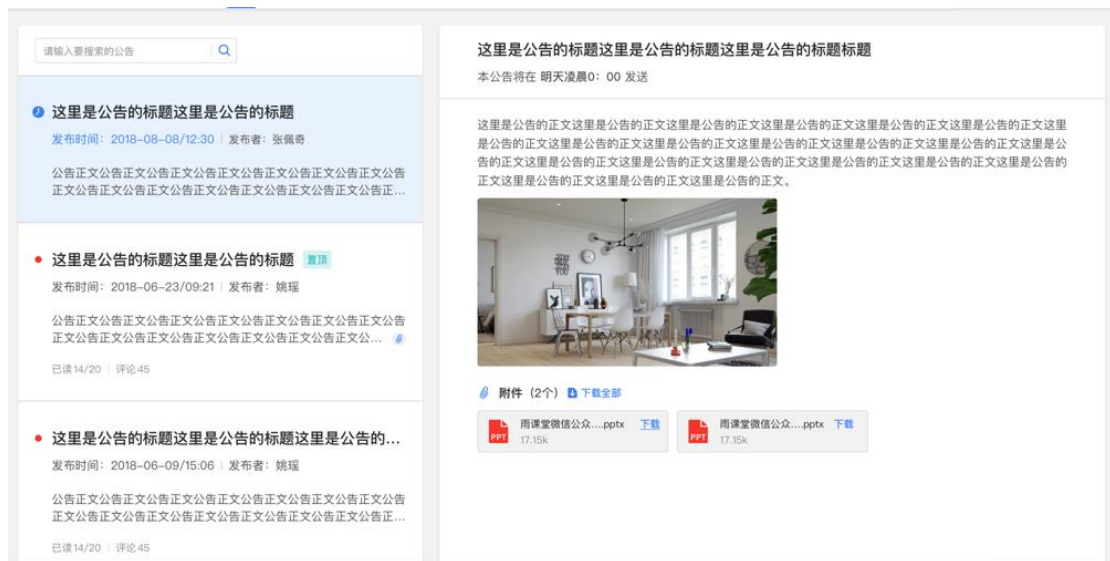 请输入要搜索的公告
这里是公告的标题这里是公告的标题
发布时间：2018-08-08/12:30 发布者：张佩奇
公告正文公告正文公告正文公告正文公告正文公告正文公告正文公告
正文公告正文公告正文公告正文公告正文公告正文公告正文公告正...
这里是公告的标题这里是公告的标题 置顶
发布时间：2018-06-23/09:21 发布者：姚瑶
公告正文公告正文公告正文公告正文公告正文公告正文公告正文公告
正文公告正文公告正文公告正文公告正文公告正文公告正文公...
已读14/20 评论45
这里是公告的标题这里是公告的标题这里是公告的...
发布时间：2018-06-09/15:06 发布者：姚瑶
公告正文公告正文公告正文公告正文公告正文公告正文公告正文公告
正文公告正文公告正文公告正文公告正文公告正文公告正文公告正...
已读14/20 评论45
这里是公告的标题这里是公告的标题这里是公告的标题标题
本公告将在 明天凌晨0：00 发送
这里是公告的正文这里是公告的正文这里是公告的正文这里是公告的正文这里是公告的正文这里是公告的正文这里
是公告的正文这里是公告的正文这里是公告的正文这里是公告的正文这里是公告的正文这里是公告的正文这里是公
告的正文这里是公告的正文这里是公告的正文这里是公告的正文这里是公告的正文这里是公告的正文这里是公告的
正文这里是公告的正文这里是公告的正文这里是公告的正文。
附件（2个） 下载全部
PPT 雨课堂微信公众....pptx 下载
17.15k
PPT 雨课堂微信公众....pptx 下载
17.15k